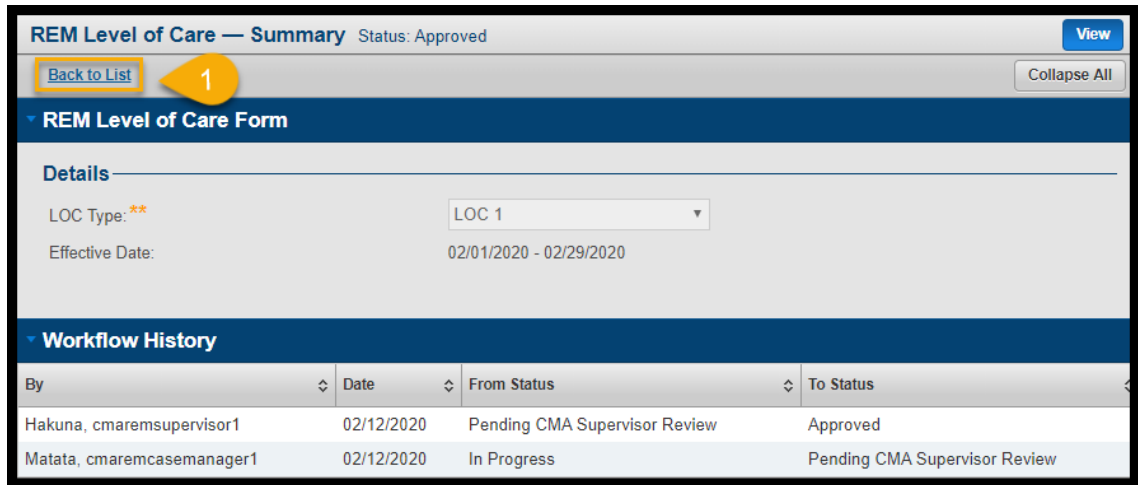 REM Level of Care — Summary Status: Approved View
Back to List 1 Collapse All
REM Level of Care Form
Details
LOC Type:** LOC 1
Effective Date: 02/01/2020 - 02/29/2020
Workflow History
By Date From Status To Status
Hakuna, cmaremsupervisor1 02/12/2020 Pending CMA Supervisor Review Approved
Matata, cmaremcasemanager1 02/12/2020 In Progress Pending CMA Supervisor Review